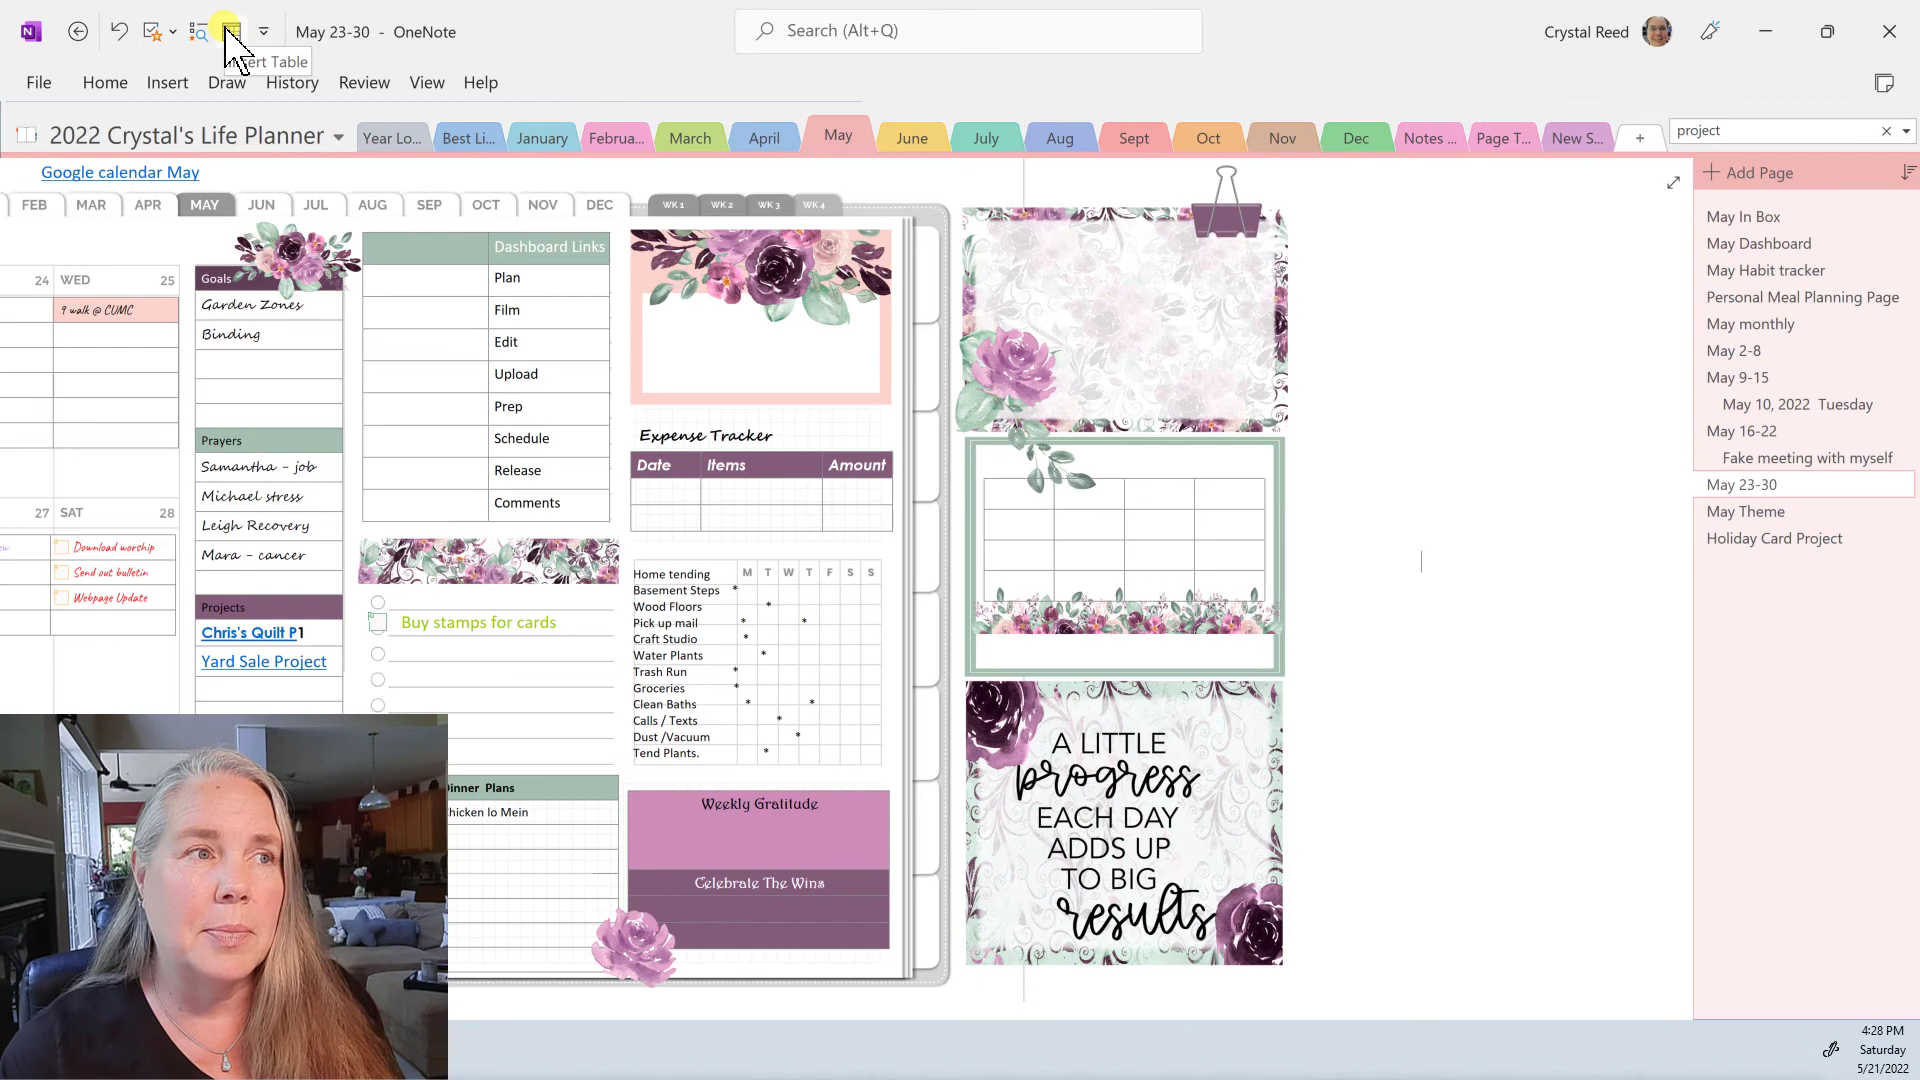 May 23-30 - OneNote
Search (Alt+Q)
Crystal Reed
Insert Table
File
Home
Insert
Draw
History
Review
View
Help
2022 Crystal's Life Planner
Year Lo...
Best Li...
January
Februa...
March
April
May
June
July
Aug
Sept
Oct
Nov
Dec
Notes ...
Page T...
New S...
project
Google calendar May
FEB
MAR
APR
MAY
JUN
JUL
AUG
SEP
OCT
NOV
DEC
WK 1
WK 2
WK 3
WK 4
24
WED 25
9 walk @ CUMC
27
SAT 28
Download worship
Send out bulletin
Webpage Update
Goals
Garden Zones
Binding
Prayers
Samantha - job
Michael stress
Leigh Recovery
Mara - cancer
Projects
Chris's Quilt P1
Yard Sale Project
Dashboard Links
Plan
Film
Edit
Upload
Prep
Schedule
Release
Comments
Buy stamps for cards
Dinner Plans
Chicken lo Mein
Expense Tracker
Date Items Amount
Home tending M T W T F S S
Basement Steps *
Wood Floors *
Pick up mail * *
Craft Studio *
Water Plants *
Trash Run *
Groceries *
Clean Baths * *
Calls / Texts *
Dust /Vacuum *
Tend Plants. *
Weekly Gratitude
Celebrate The Wins
A LITTLE
progress
EACH DAY
ADDS UP
TO BIG
results
Add Page
May In Box
May Dashboard
May Habit tracker
Personal Meal Planning Page
May monthly
May 2-8
May 9-15
May 10, 2022 Tuesday
May 16-22
Fake meeting with myself
May 23-30
May Theme
Holiday Card Project
4:28 PM
Saturday
5/21/2022